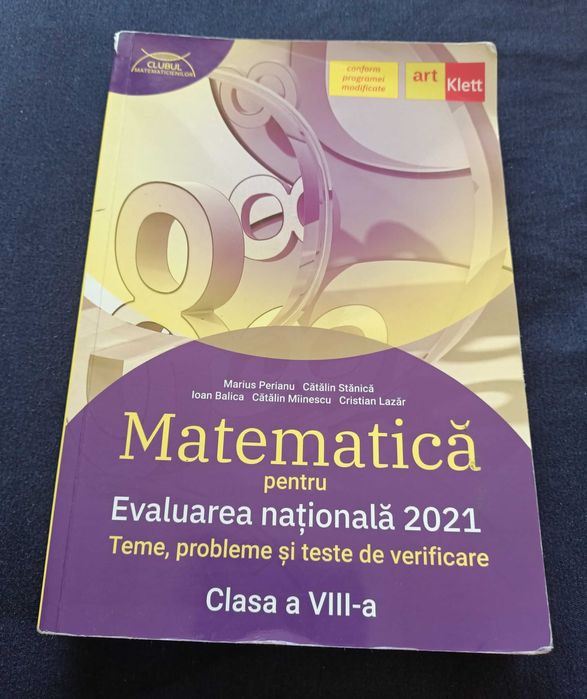 CLUBUL
MATEMATICIENILOR
conform
programei
modificate
art
Klett
Marius Perianu Cătălin Stănică
Ioan Balica Cătălin Mîinescu Cristian Lazăr
Matematică
pentru
Evaluarea națională 2021
Teme, probleme și teste de verificare
Clasa a VIII-a